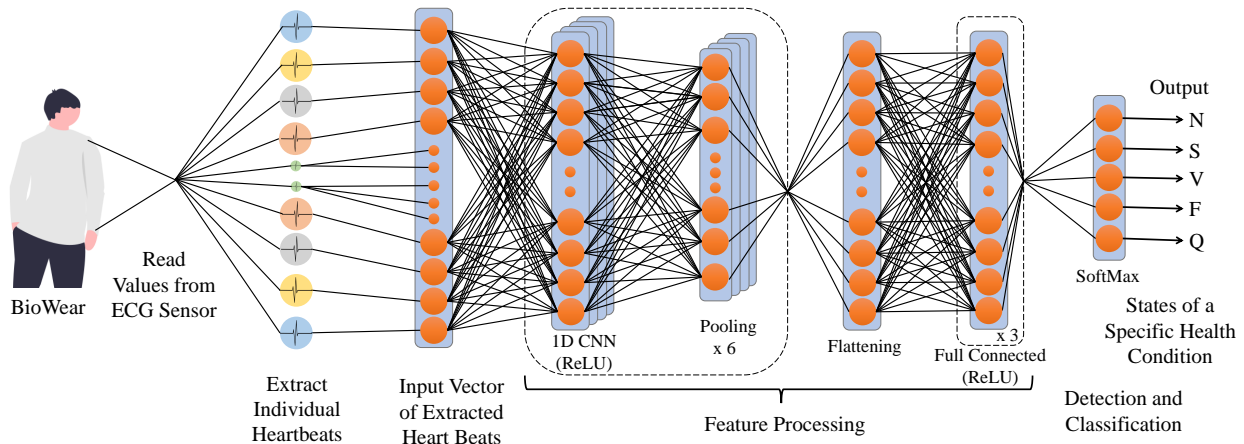 BioWear
Read
Values from
ECG Sensor
Extract
Individual
Heartbeats
Input Vector
of Extracted
Heart Beats
1D CNN
(ReLU)
Pooling
x 6
Flattening
x 3
Full Connected
(ReLU)
Feature Processing
SoftMax
Output
N
S
V
F
Q
States of a
Specific Health
Condition
Detection and
Classification